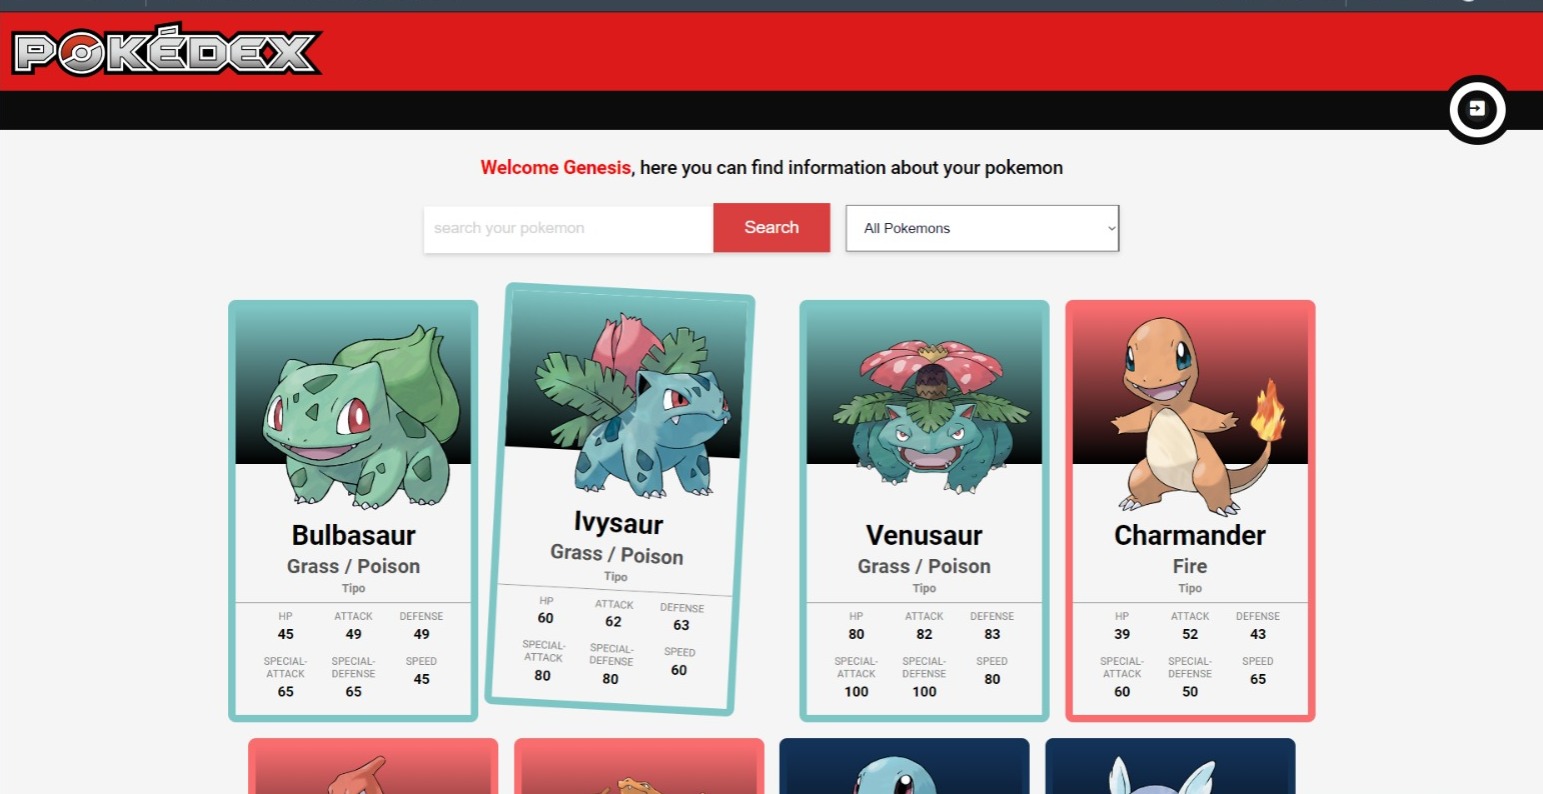 POKÉDEX
Welcome Genesis, here you can find information about your pokemon
search your pokemon
Search
All Pokemons
Bulbasaur
Grass / Poison
Tipo
HP ATTACK DEFENSE
45 49 49
SPECIAL-ATTACK SPECIAL-DEFENSE SPEED
65 65 45
Ivysaur
Grass / Poison
Tipo
HP ATTACK DEFENSE
60 62 63
SPECIAL-ATTACK SPECIAL-DEFENSE SPEED
80 80 60
Venusaur
Grass / Poison
Tipo
HP ATTACK DEFENSE
80 82 83
SPECIAL-ATTACK SPECIAL-DEFENSE SPEED
100 100 80
Charmander
Fire
Tipo
HP ATTACK DEFENSE
39 52 43
SPECIAL-ATTACK SPECIAL-DEFENSE SPEED
60 50 65